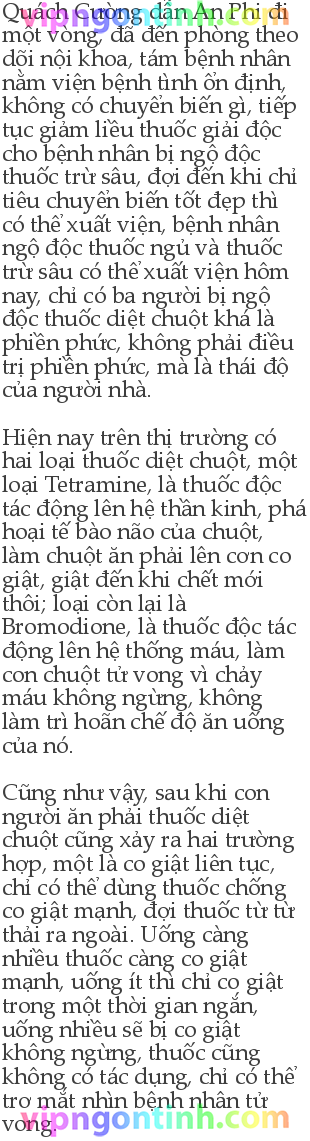 vipngontinh.com
Quách Cường dẫn An Phi đi
một vòng, đã đến phòng theo
dõi nội khoa, tám bệnh nhân
nằm viện bệnh tình ổn định,
không có chuyển biến gì, tiếp
tục giảm liều thuốc giải độc
cho bệnh nhân bị ngộ độc
thuốc trừ sâu, đợi đến khi chỉ
tiêu chuyển biến tốt đẹp thì
có thể xuất viện, bệnh nhân
ngộ độc thuốc ngủ và thuốc
trừ sâu có thể xuất viện hôm
nay, chỉ có ba người bị ngộ
độc thuốc diệt chuột khá là
phiền phức, không phải điều
trị phiền phức, mà là thái độ
của người nhà.
Hiện nay trên thị trường có
hai loại thuốc diệt chuột, một
loại Tetramine, là thuốc độc
tác động lên hệ thần kinh, phá
hoại tế bào não của chuột,
làm chuột ăn phải lên cơn co
giật, giật đến khi chết mới
thôi; loại còn lại là
Bromodione, là thuốc độc tác
động lên hệ thống máu, làm
con chuột tử vong vì chảy
máu không ngừng, không
làm trì hoãn chế độ ăn uống
của nó.
Cũng như vậy, sau khi con
người ăn phải thuốc diệt
chuột cũng xảy ra hai trường
hợp, một là co giật liên tục,
chỉ có thể dùng thuốc chống
co giật mạnh, đợi thuốc từ từ
thải ra ngoài. Uống càng
nhiều thuốc càng co giật
mạnh, uống ít thì chỉ co giật
trong một thời gian ngắn,
uống nhiều sẽ bị co giật
không ngừng, thuốc cũng
không có tác dụng, chỉ có thể
trơ mắt nhìn bệnh nhân tử
vong.
vipngontinh.com